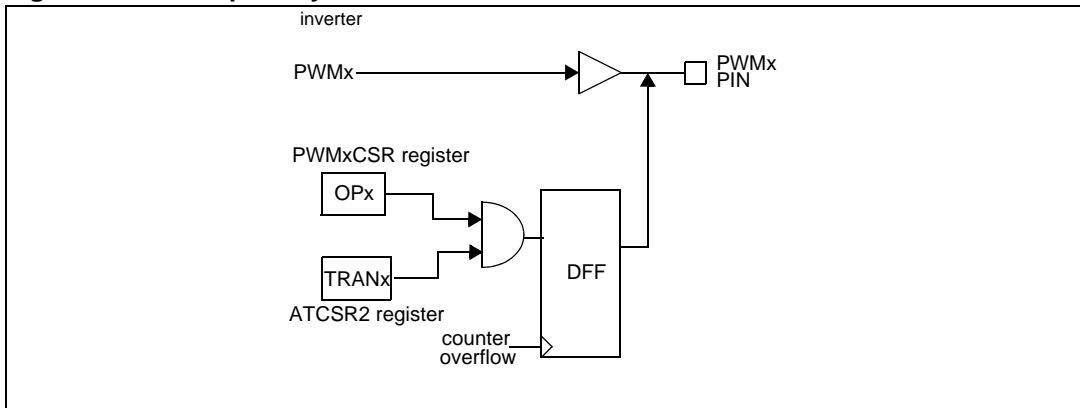 inverter
PWMx
PWMx
PIN
PWMxCSR register
OPx
TRANx
DFF
ATCSR2 register
counter
overflow